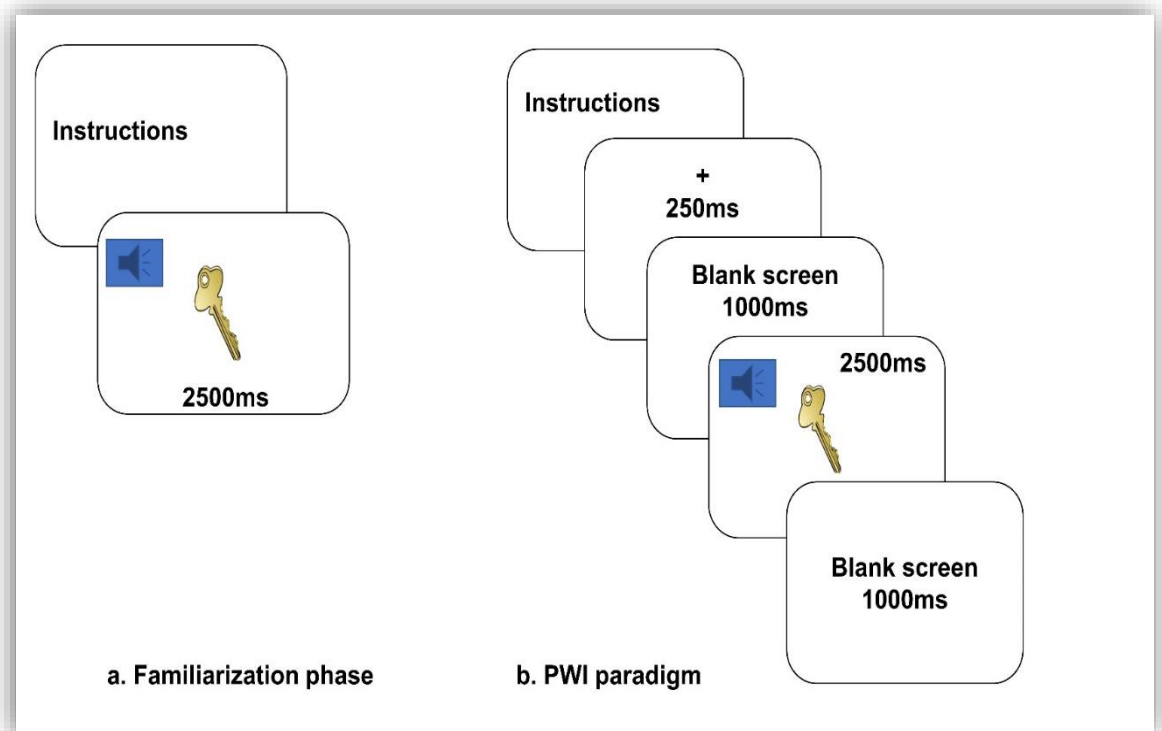 Instructions
2500ms
a. Familiarization phase
Instructions
+
250ms
Blank screen
1000ms
2500ms
Blank screen
1000ms
b. PWI paradigm